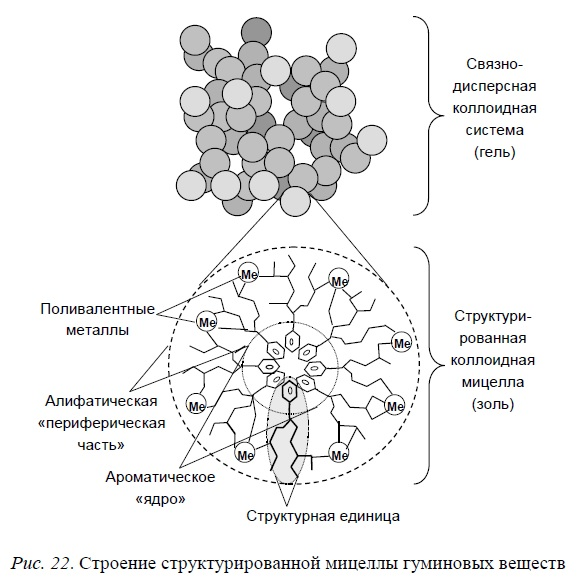 Связно-
дисперсная
коллоидная
система
(гель)
Me
Me
Поливалентные
металлы
Me
Me
Структури-
рованная
коллоидная
мицелла
(золь)
Алифатическая
«периферическая
часть»
Me
Me
Ароматическое
«ядро»
Me
Me
Структурная единица
Рис. 22. Строение структурированной мицеллы гуминовых веществ